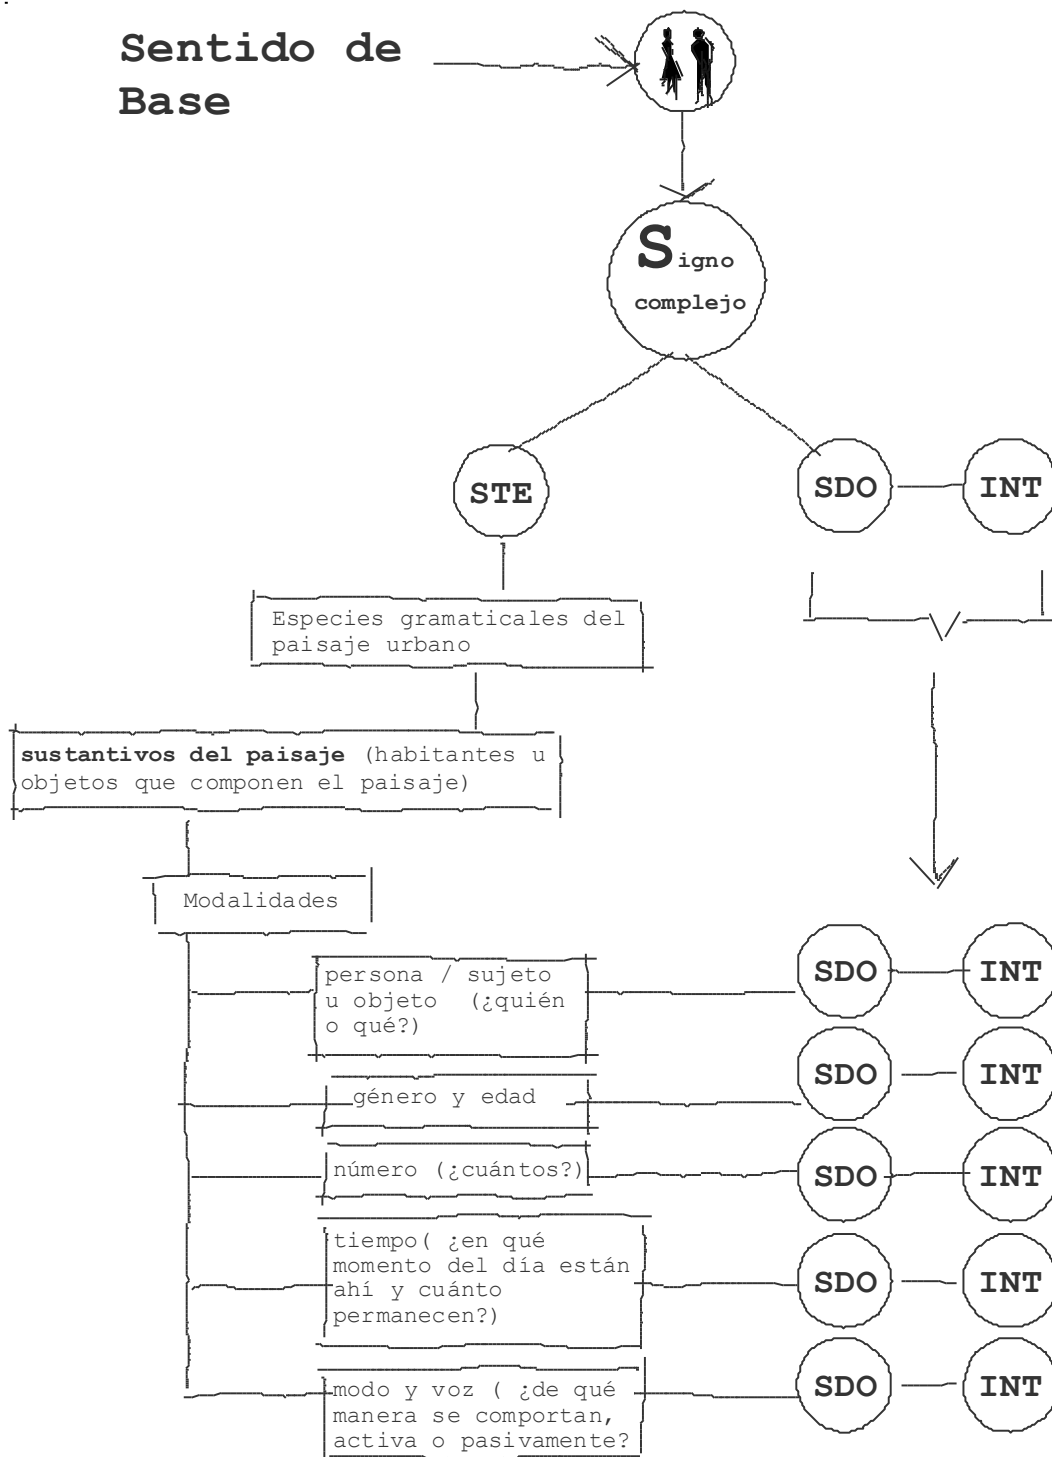 Sentido de
Base
Signo
complejo
STE
SDO
INT
Especies gramaticales del
paisaje urbano
sustantivos del paisaje (habitantes u
objetos que componen el paisaje)
Modalidades
persona / sujeto
u objeto (¿quién
o qué?)
SDO
INT
género y edad
SDO
INT
número (¿cuántos?)
SDO
INT
tiempo( ¿en qué
momento del día están
ahí y cuánto
permanecen?)
SDO
INT
modo y voz ( ¿de qué
manera se comportan,
activa o pasivamente?
SDO
INT